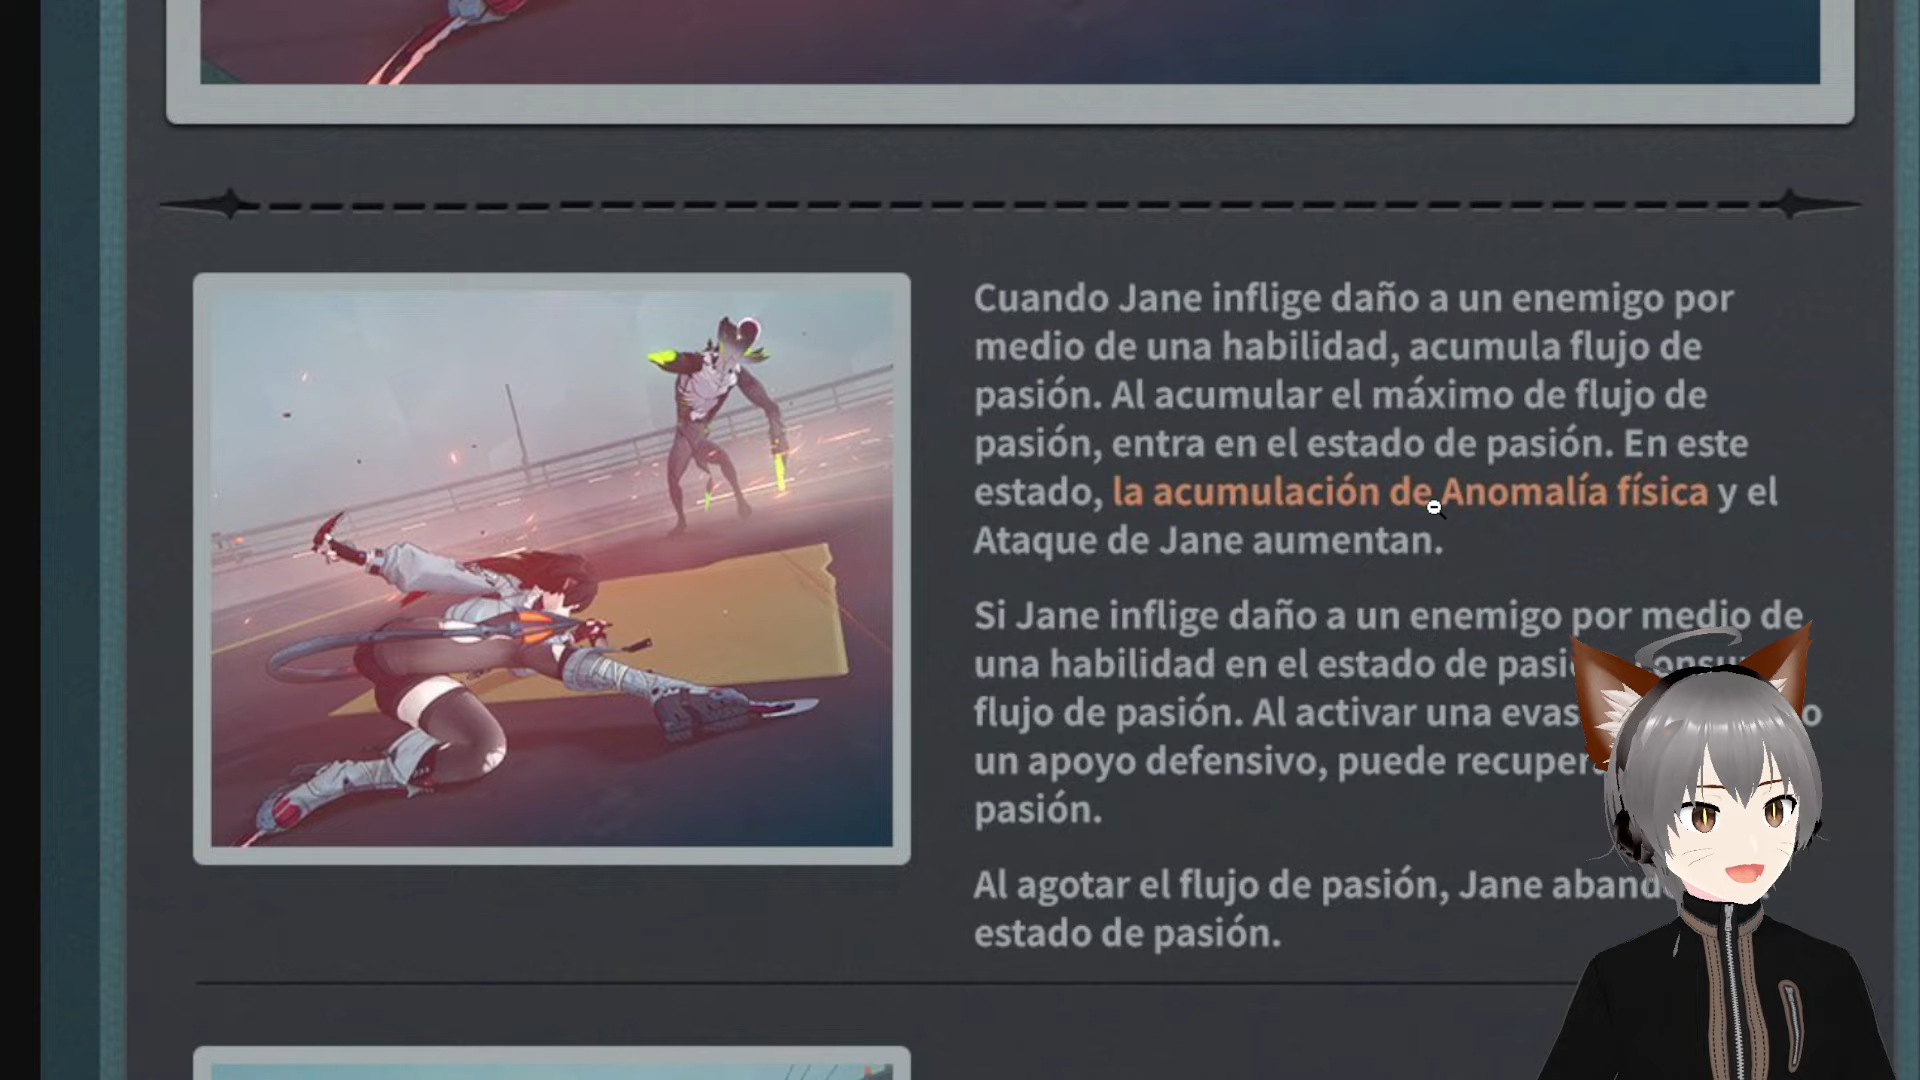 Cuando Jane inflige daño a un enemigo por
medio de una habilidad, acumula flujo de
pasión. Al acumular el máximo de flujo de
pasión, entra en el estado de pasión. En este
estado, la acumulación de Anomalía física y el
Ataque de Jane aumentan.
Si Jane inflige daño a un enemigo por medio de
una habilidad en el estado de
flujo de pasión. Al activar una
un apoyo defensivo, puede
pasión.
Al agotar el flujo de pasión, Jane
estado de pasión.